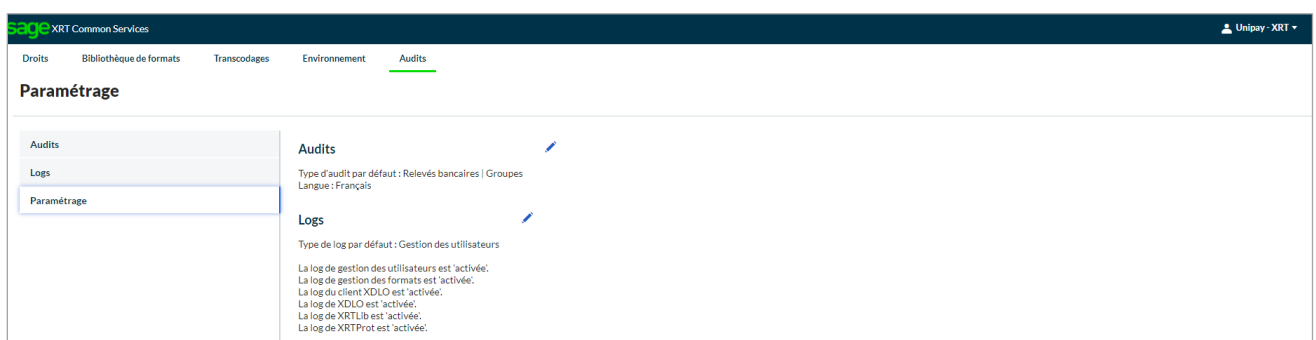 sage XRT Common Services
Unipay - XRT
Droits Bibliothèque de formats Transcodages Environnement Audits
Paramétrage
Audits
Logs
Paramétrage
Audits
Type d'audit par défaut : Relevés bancaires | Groupes
Langue : Français
Logs
Type de log par défaut : Gestion des utilisateurs
La log de gestion des utilisateurs est 'activée'.
La log de gestion des formats est 'activée'.
La log du client XDLO est 'activée'.
La log de XDLO est 'activée'.
La log de XRTLib est 'activée'.
La log de XRTProt est 'activée'.